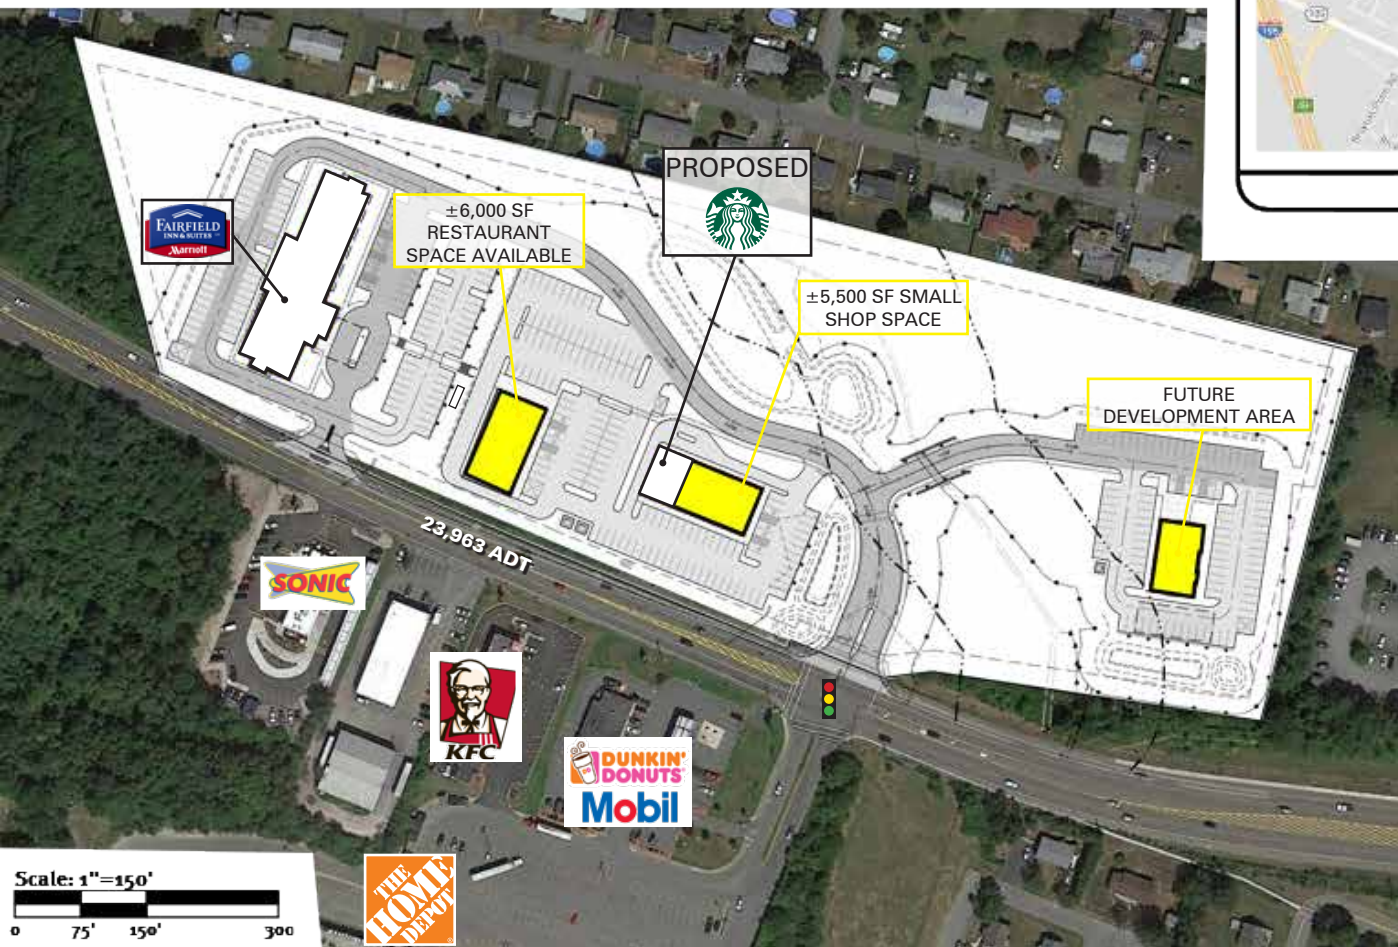 PROPOSED
FAIRFIELD
INN & SUITES
Marriott
±6,000 SF
RESTAURANT
SPACE AVAILABLE
±5,500 SF SMALL
SHOP SPACE
FUTURE
DEVELOPMENT AREA
23,963 ADT
SONIC
KFC
DUNKIN'
DONUTS
Mobil
THE
HOME
DEPOT
Scale: 1"=150'
0 75' 150' 300